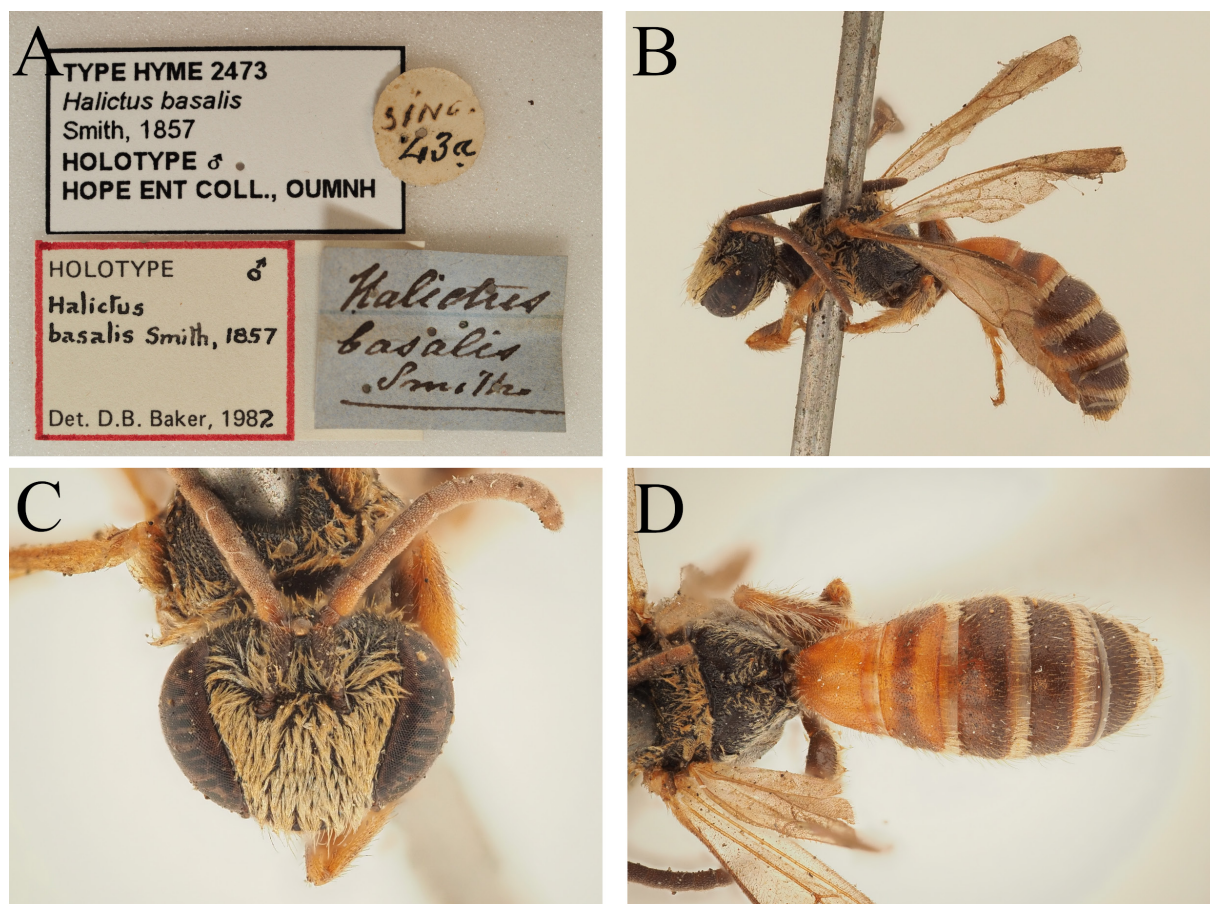 A
TYPE HYME 2473
Halictus basalis
Smith, 1857
HOLOTYPE ♂
HOPE ENT COLL., OUMNH
SING.
43a
HOLOTYPE ♂
Halictus
basalis Smith, 1857
Det. D.B. Baker, 1982
Halictus
basalis
Smith
B
C
D